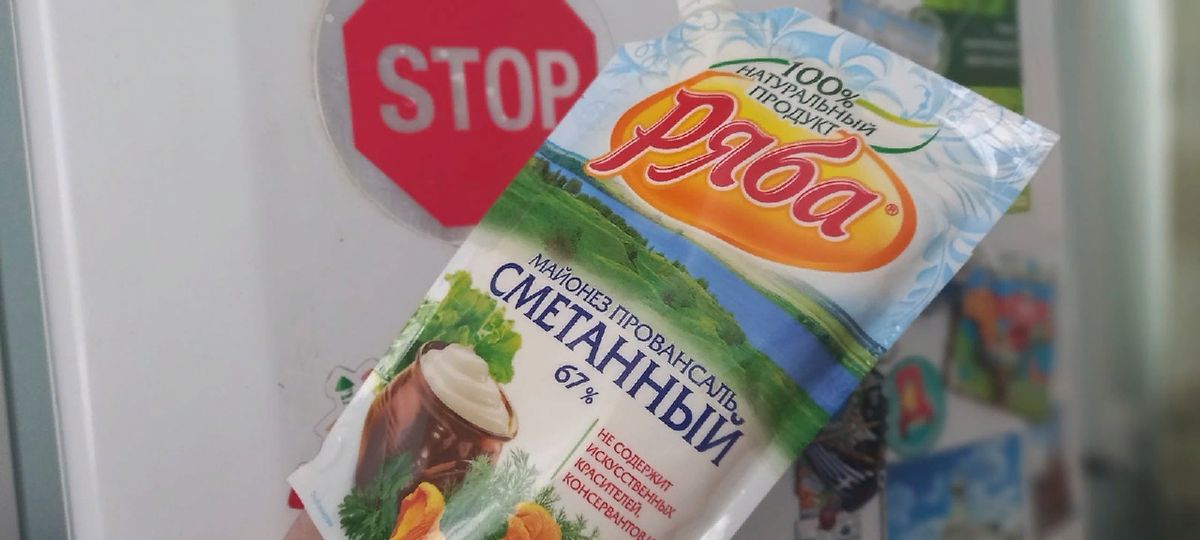 STOP
100%
НАТУРАЛЬНЫЙ
ПРОДУКТ
Ряба®
МАЙОНЕЗ ПРОВАНСАЛЬ
СМЕТАННЫЙ
67%
НЕ СОДЕРЖИТ
ИСКУССТВЕННЫХ
КРАСИТЕЛЕЙ,
КОНСЕРВАНТОВ И
Д